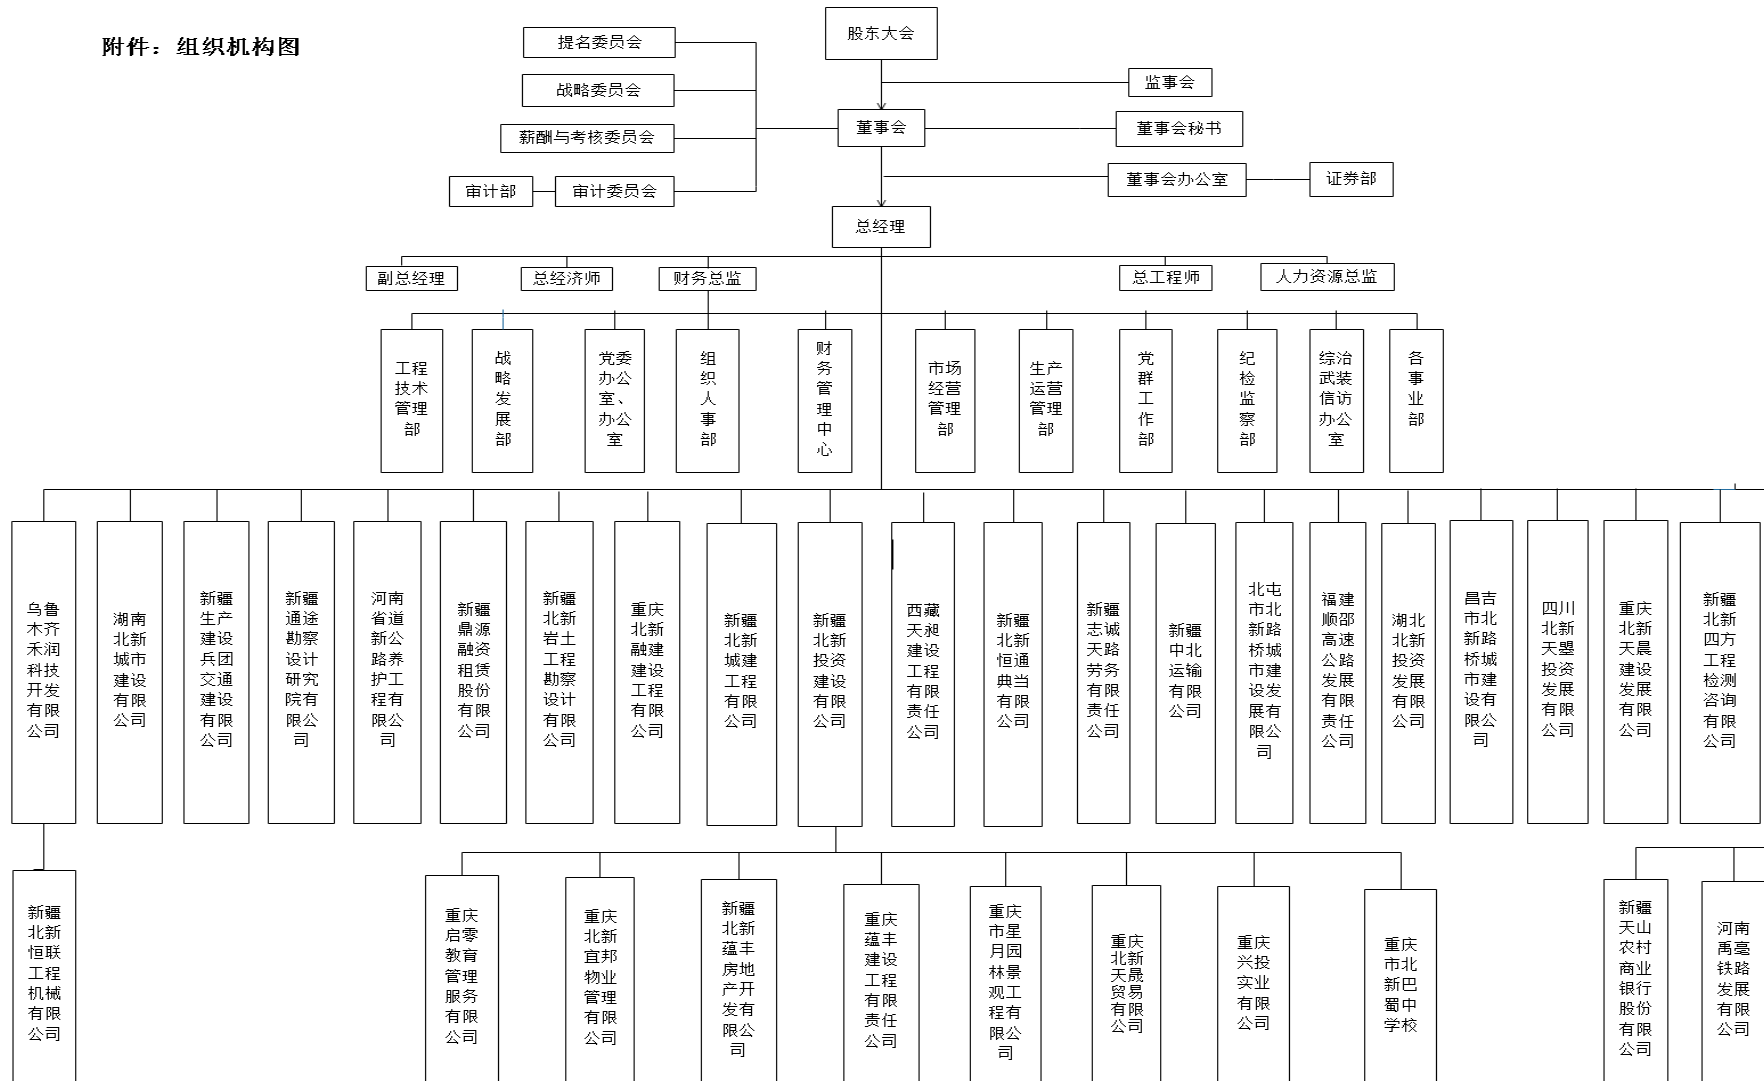 附件：组织机构图
股东大会
提名委员会
监事会
战略委员会
董事会
董事会秘书
薪酬与考核委员会
审计部
审计委员会
董事会办公室
证券部
总经理
副总经理
总经济师
财务总监
总工程师
人力资源总监
工程
技术
管理
部
战
略
发
展
部
党委
办公
室、
办公
室
组
织
人
事
部
财
务
管
理
中
心
市场
经营
管理
部
生产
运营
管理
部
党
群
工
作
部
纪
检
监
察
部
综治
武装
信访
办公
室
各
事
业
部
乌鲁
木齐
禾润
科技
开发
有限
公司
湖南
北新
城市
建设
有限
公司
新疆
生产
建设
兵团
交通
建设
有限
公司
新疆
通途
勘察
设计
研究
院有
限公
司
河南
省道
新公
路养
护工
程有
限公
司
新疆
鼎源
融资
租赁
股份
有限
公司
新疆
北新
岩土
工程
勘察
设计
有限
公司
重庆
北新
融建
建设
工程
有限
公司
新疆
北新
城建
工程
有限
公司
新疆
北新
投资
建设
有限
公司
西藏
天昶
建设
工程
有限
责任
公司
新疆
北新
恒通
典当
有限
公司
新疆
志诚
天路
劳务
有限
责任
公司
新疆
中北
运输
有限
公司
北屯
市北
新路
桥城
市建
设发
展有
限公
司
福建
顺邵
高速
公路
发展
有限
责任
公司
湖北
北新
投资
发展
有限
公司
昌吉
市北
新路
桥城
市建
设有
限公
司
四川
北新
天曌
投资
发展
有限
公司
重庆
北新
天晨
建设
发展
有限
公司
新疆
北新
四方
工程
检测
咨询
有限
公司
新疆
北新
恒联
工程
机械
有限
公司
重庆
启零
教育
管理
服务
有限
公司
重庆
北新
宜邦
物业
管理
有限
公司
新疆
北新
蕴丰
房地
产开
发有
限公
司
重庆
蕴丰
建设
工程
有限
责任
公司
重庆
市星
月园
林景
观工
程有
限公
司
重庆
北新
天晟
贸易
有限
公司
重庆
兴投
实业
有限
公司
重庆
市北
新巴
蜀中
学校
新疆
天山
农村
商业
银行
股份
有限
公司
河南
禹亳
铁路
发展
有限
公司